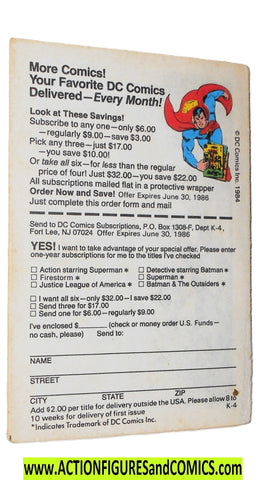 More Comics!
Your Favorite DC Comics
Delivered—Every Month!
Look at These Savings!
Subscribe to any one—only $6.00
—regularly $9.00—save $3.00
Pick any three—just $17.00
—you save $10.00!
Or take all six—for less than the regular
price of four! Just $32.00—you save $22.00
All subscriptions mailed flat in a protective wrapper
Order Now and Save! Offer Expires June 30, 1986
Just complete this order form and mail
© DC Comics Inc. 1984
Send to DC Comics Subscriptions, P.O. Box 1308-F, Dept K-4,
Fort Lee, NJ 07024 Offer Expires June 30, 1986
YES! I want to take advantage of your special offer. Please enter
one-year subscriptions for me to the titles I've checked
☐ Action starring Superman* ☐ Detective starring Batman*
☐ Firestorm* ☐ Superman*
☐ Justice League of America* ☐ Batman & The Outsiders*
☐ I want all six—only $32.00—I save $22.00
☐ Send three for $17.00
☐ Send one for $6.00—regularly $9.00
I've enclosed $______ (check or money order U.S. Funds—
no cash, please) Send to:
NAME
STREET
CITY STATE ZIP
Add $2.00 per title for delivery outside the USA. Please allow 8 to
10 weeks for delivery of first issue K-4
*Indicates Trademark of DC Comics Inc.
www.ACTIONFIGURESandCOMICS.com